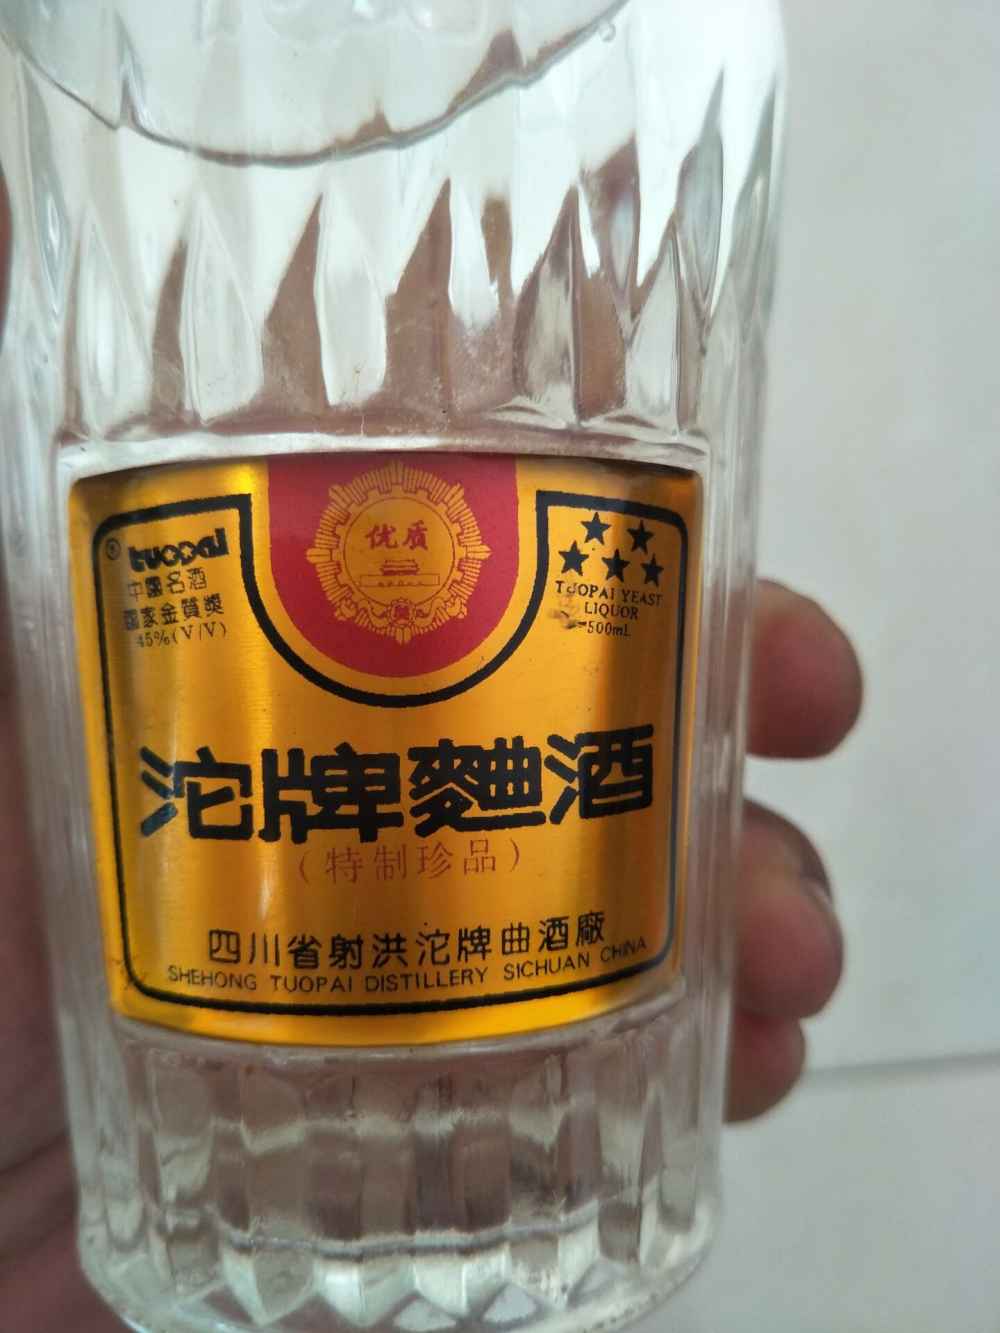 ® tuopai
中國名酒
國家金質獎
45%(V/V)
优质
TUOPAI YEAST
LIQUOR
500mL
沱牌麯酒
(特制珍品)
四川省射洪沱牌曲酒廠
SHEHONG TUOPAI DISTILLERY SICHUAN CHINA